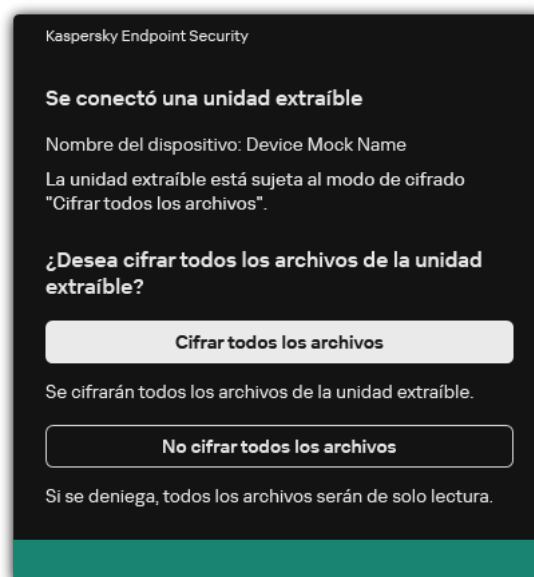 Kaspersky Endpoint Security
Se conectó una unidad extraíble
Nombre del dispositivo: Device Mock Name
La unidad extraíble está sujeta al modo de cifrado
"Cifrar todos los archivos".
¿Desea cifrar todos los archivos de la unidad
extraíble?
Cifrar todos los archivos
Se cifrarán todos los archivos de la unidad extraíble.
No cifrar todos los archivos
Si se deniega, todos los archivos serán de solo lectura.